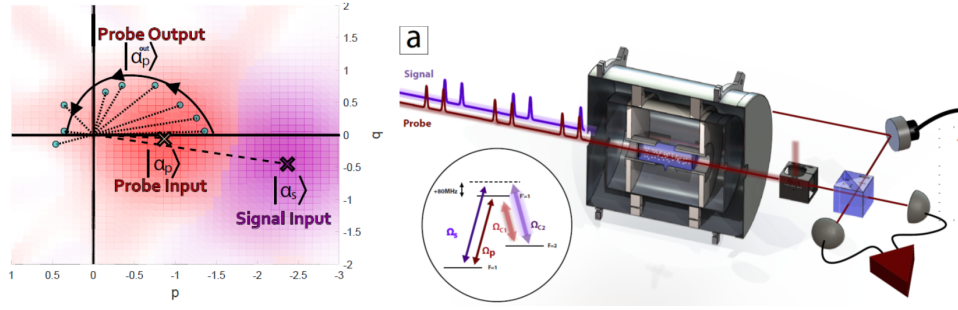 Probe Output
|α_p^out⟩
|α_p⟩
Probe Input
|α_s⟩
Signal Input
2
1.5
1
0.5
0
-0.5
-1
-1.5
-2
q
1
0.5
0
-0.5
-1
-1.5
-2
-2.5
-3
p
a
Signal
Probe
+80MHz
F'=1
Ω_s
Ω_p
Ω_C1
Ω_C2
F=2
F=1